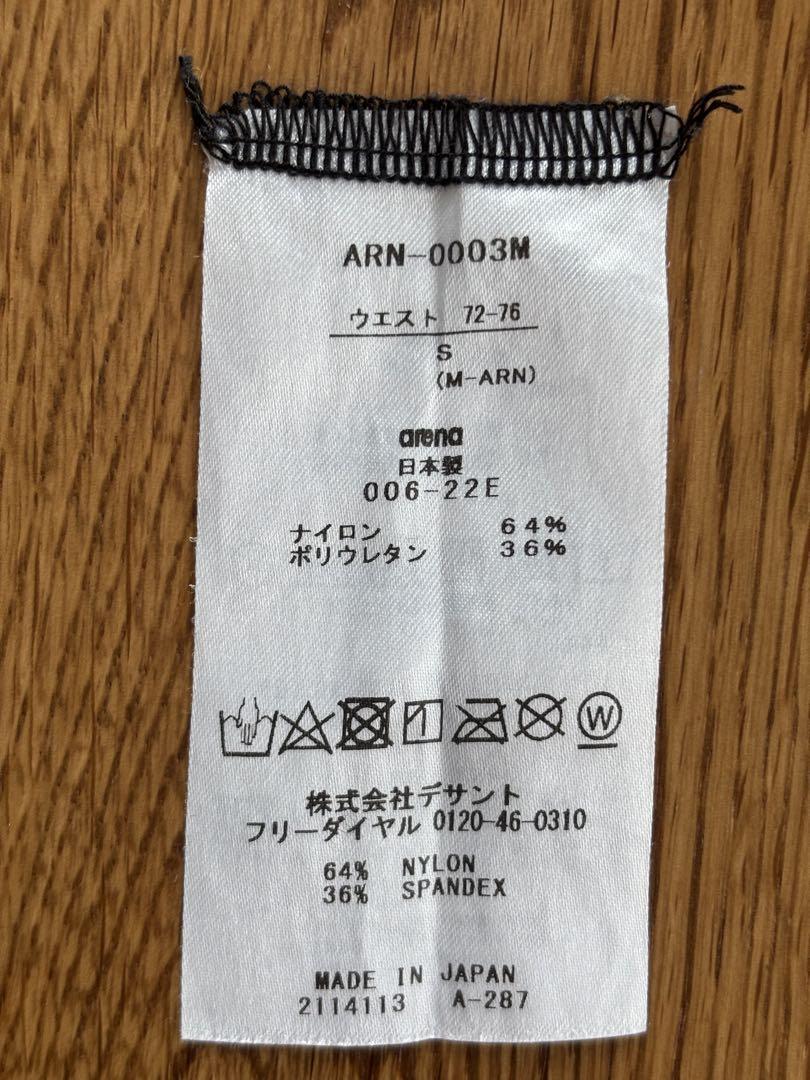 ARN-0003M
ウエスト 72-76
S
(M-ARN)
arena
日本製
006-22E
ナイロン 64%
ポリウレタン 36%
W
株式会社デサント
フリーダイヤル 0120-46-0310
64% NYLON
36% SPANDEX
MADE IN JAPAN
2114113 A-287